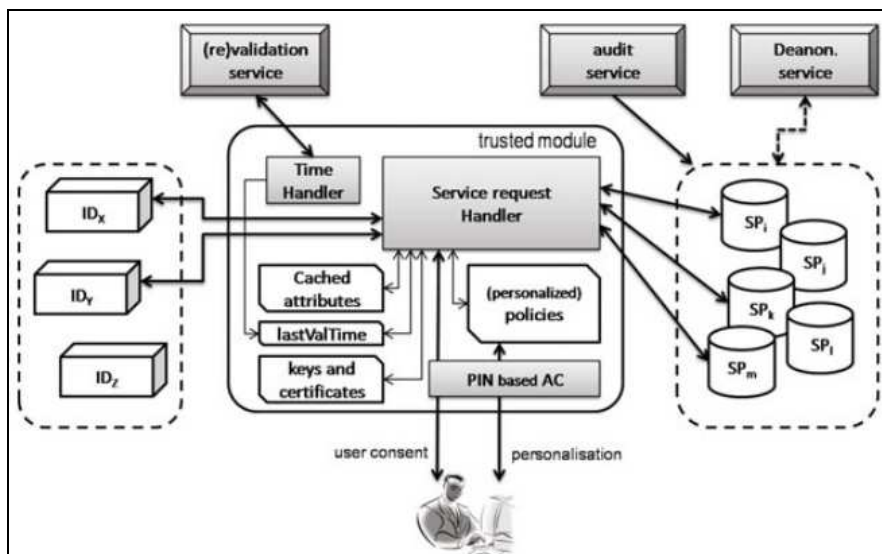 (re)validation
service
audit
service
Deanon.
service
trusted module
Time
Handler
Service request
Handler
IDX
IDY
IDZ
Cached
attributes
lastValTime
keys and
certificates
(personalized)
policies
PIN based AC
SPi
SPj
SPk
SPl
SPm
user consent
personalisation